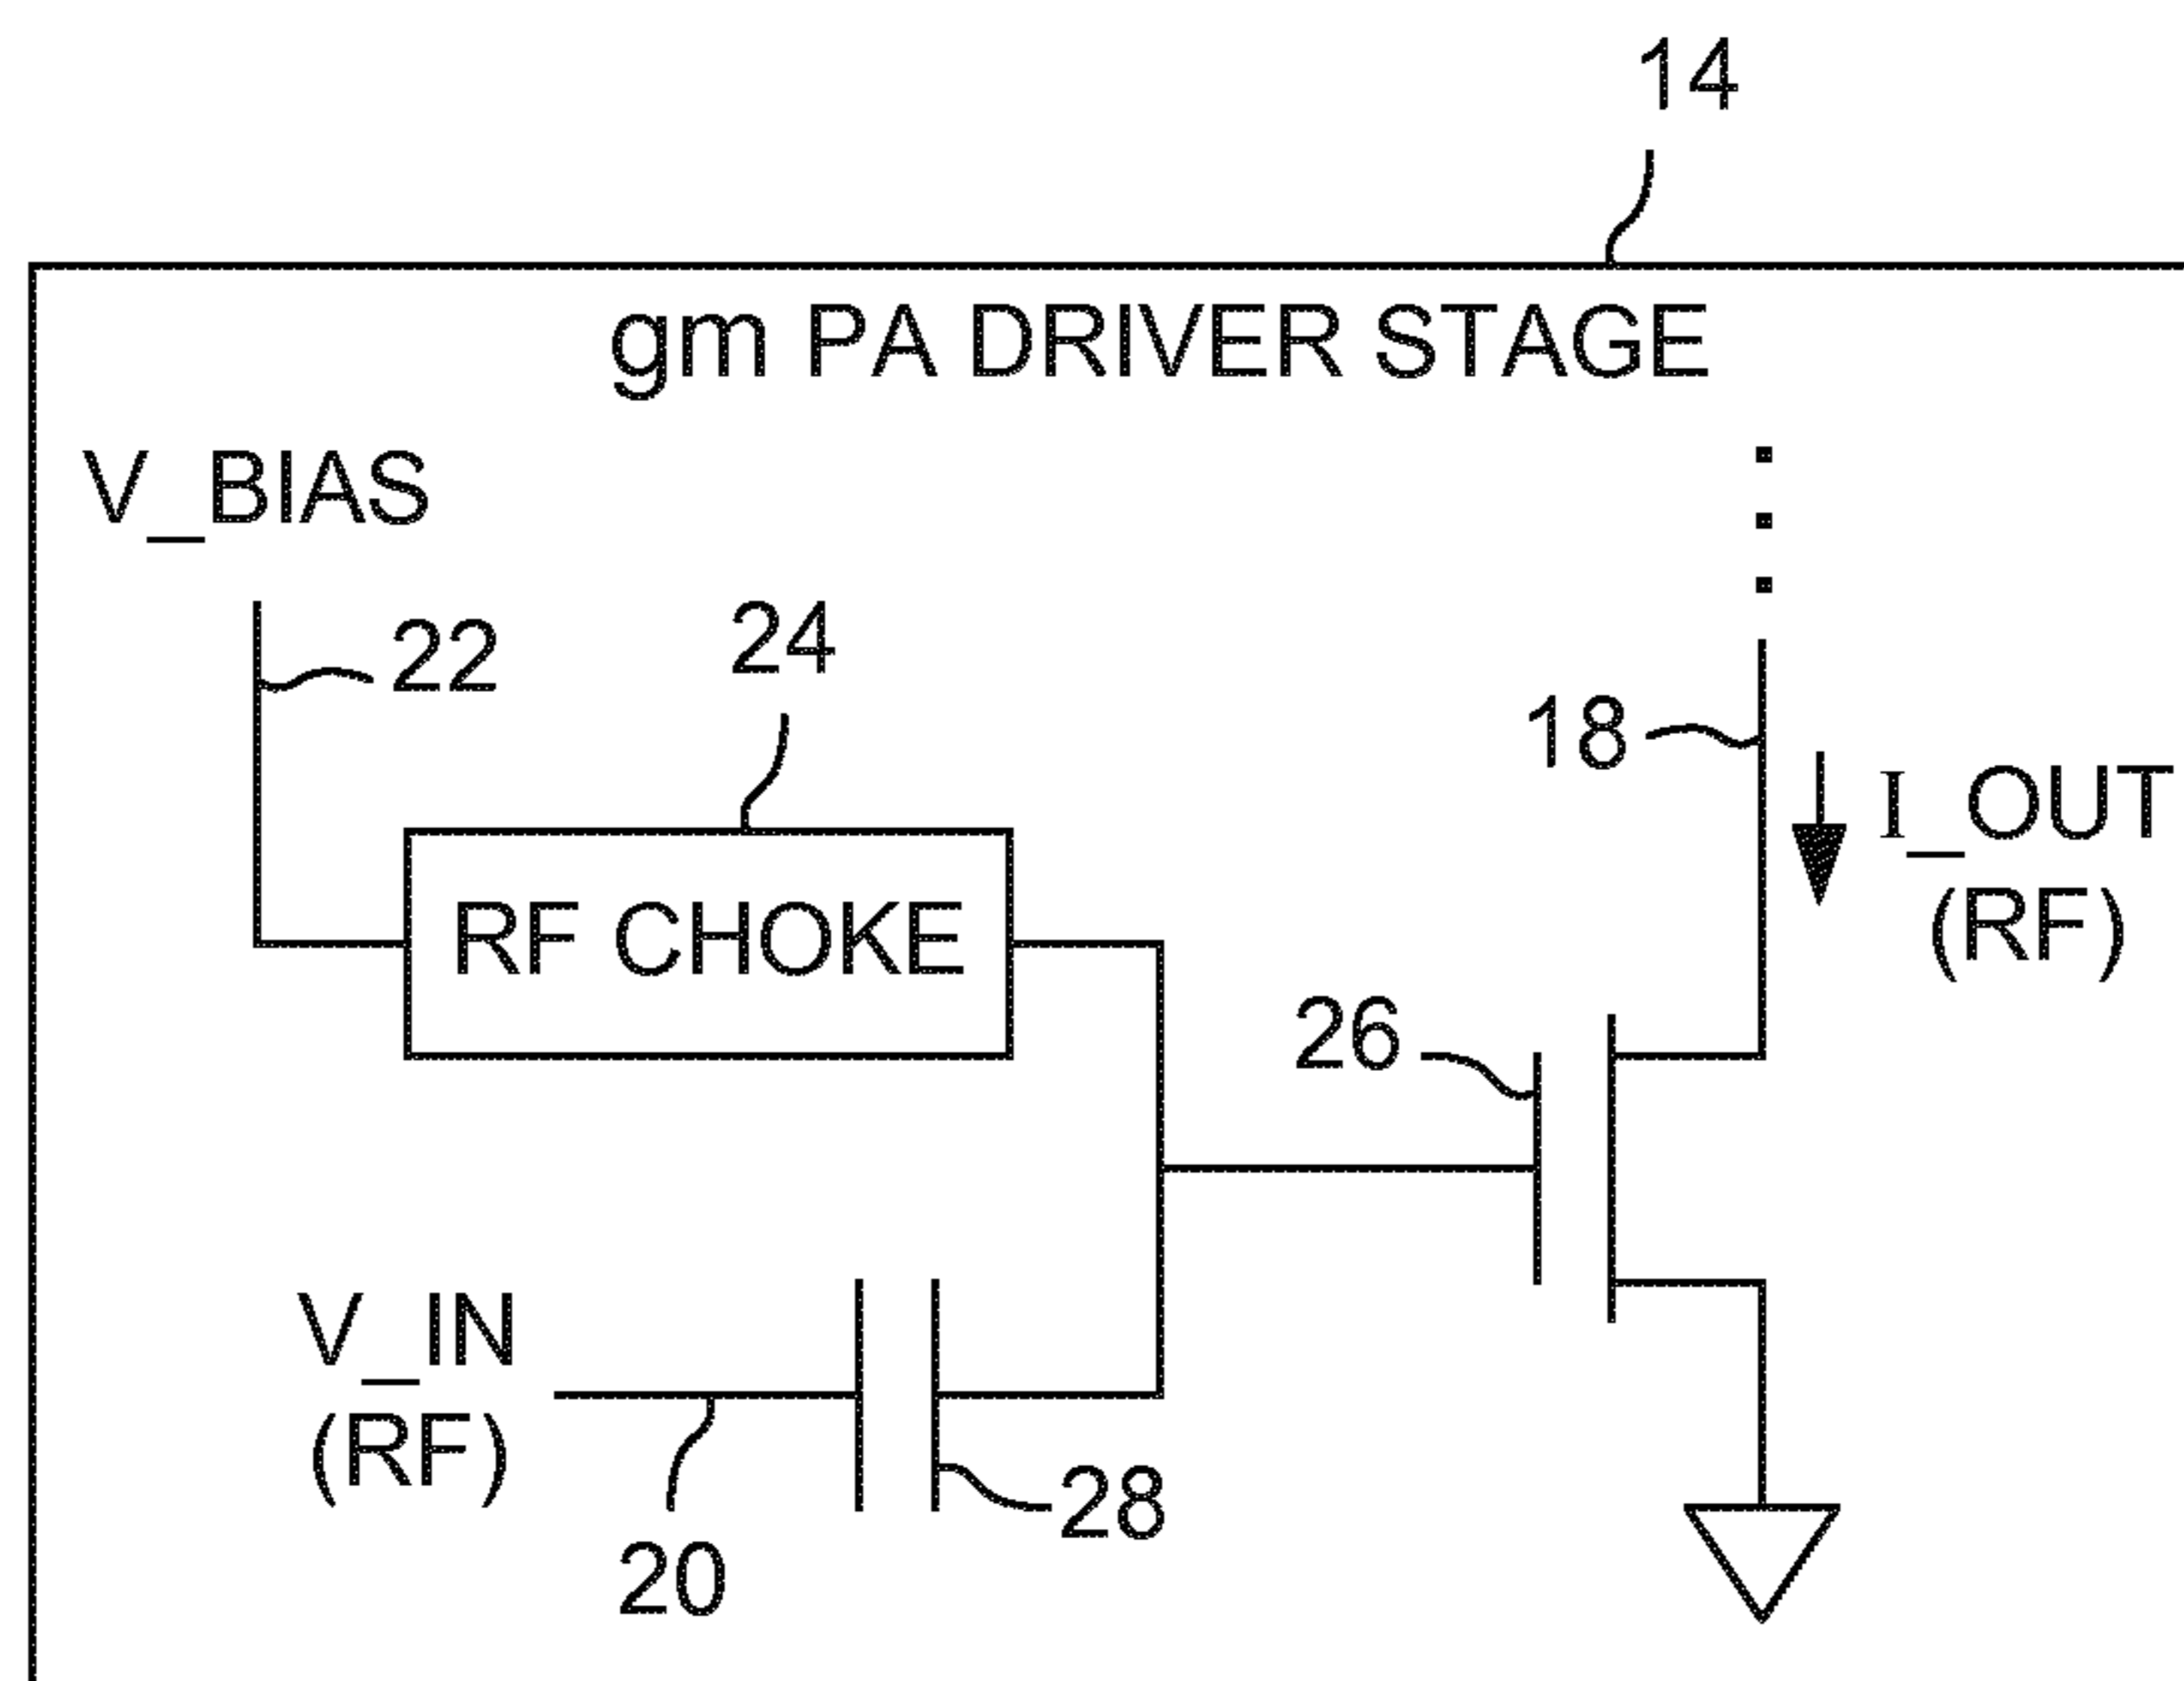 14
gm PA DRIVER STAGE
V_BIAS
22
24
18
I_OUT
(RF)
RF CHOKE
26
V_IN
(RF)
28
20